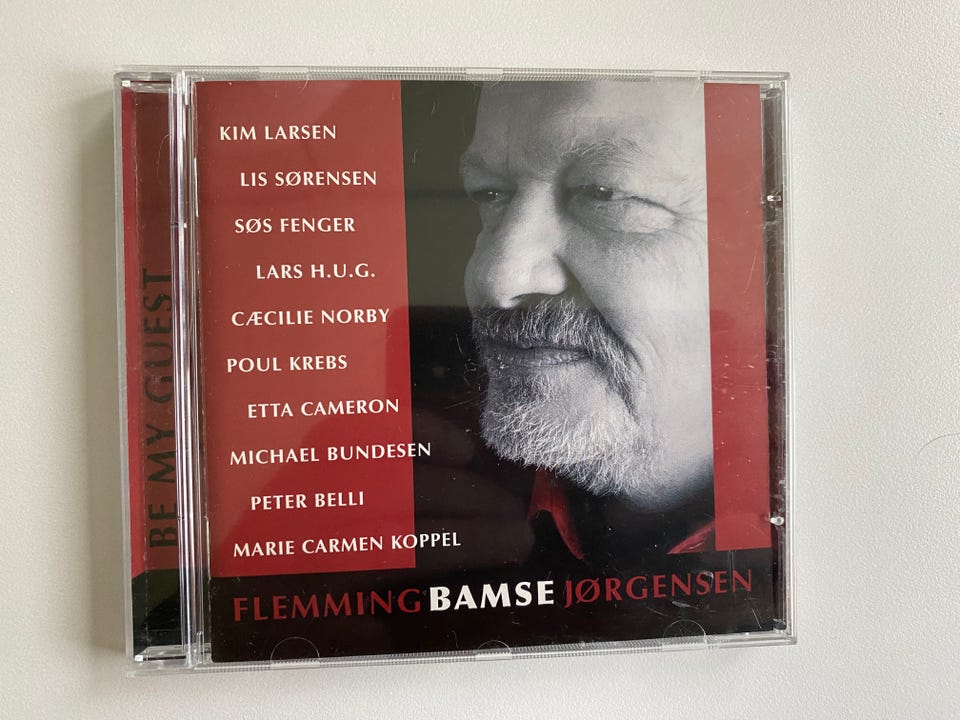 BE MY GUEST
KIM LARSEN
LIS SØRENSEN
SØS FENGER
LARS H.U.G.
CÆCILIE NORBY
POUL KREBS
ETTA CAMERON
MICHAEL BUNDESEN
PETER BELLI
MARIE CARMEN KOPPEL
FLEMMING BAMSE JØRGENSEN